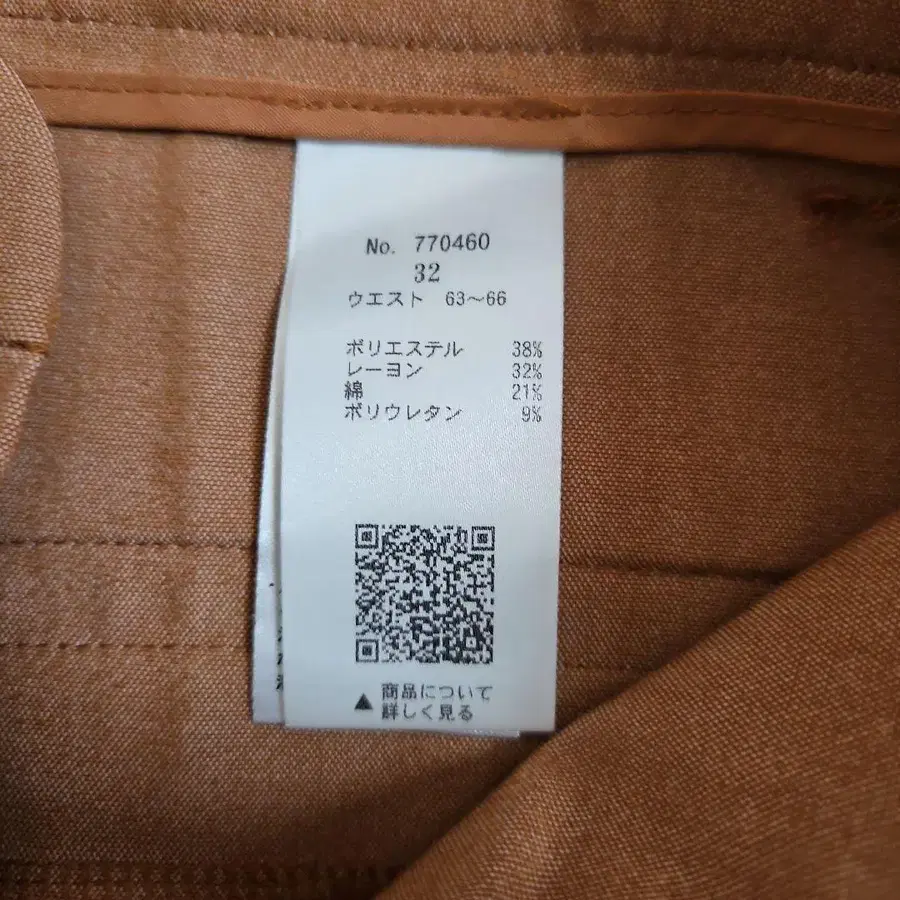 No. 770460
32
ウエスト 63～66
ポリエステル 38%
レーヨン 32%
綿 21%
ポリウレタン 9%
▲ 商品について
詳しく見る